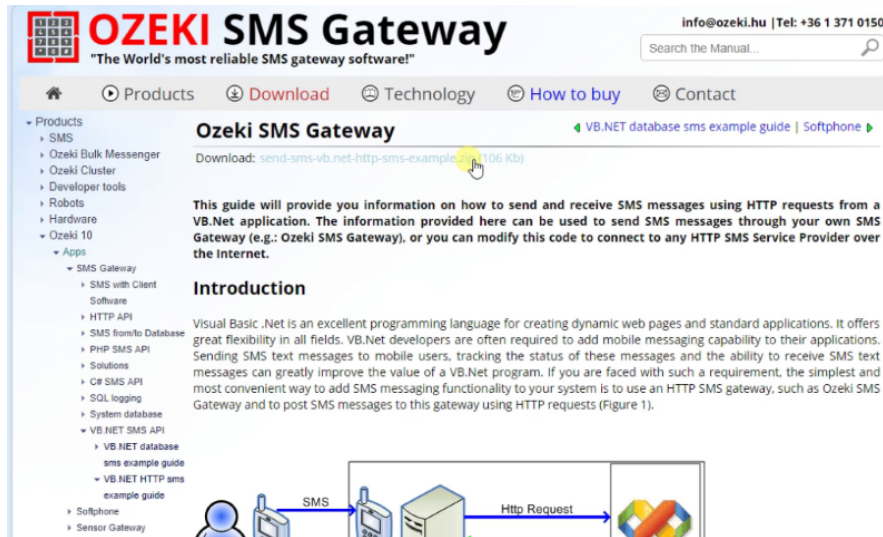 OZEKI SMS Gateway
"The World's most reliable SMS gateway software!"
info@ozeki.hu |Tel: +36 1 371 0150
Search the Manual...
Products
Download
Technology
How to buy
Contact
Products
SMS
Ozeki Bulk Messenger
Ozeki Cluster
Developer tools
Robots
Hardware
Ozeki 10
Apps
SMS Gateway
SMS with Client
Software
HTTP API
SMS from/to Database
PHP SMS API
Solutions
C# SMS API
SQL logging
System database
VB.NET SMS API
VB.NET database
sms example guide
VB.NET HTTP sms
example guide
Softphone
Sensor Gateway
Ozeki SMS Gateway
VB.NET database sms example guide | Softphone
Download: send-sms-vb.net-http-sms-example.zip (106 Kb)
This guide will provide you information on how to send and receive SMS messages using HTTP requests from a
VB.Net application. The information provided here can be used to send SMS messages through your own SMS
Gateway (e.g.: Ozeki SMS Gateway), or you can modify this code to connect to any HTTP SMS Service Provider over
the Internet.
Introduction
Visual Basic .Net is an excellent programming language for creating dynamic web pages and standard applications. It offers
great flexibility in all fields. VB.Net developers are often required to add mobile messaging capability to their applications.
Sending SMS text messages to mobile users, tracking the status of these messages and the ability to receive SMS text
messages can greatly improve the value of a VB.Net program. If you are faced with such a requirement, the simplest and
most convenient way to add SMS messaging functionality to your system is to use an HTTP SMS gateway, such as Ozeki SMS
Gateway and to post SMS messages to this gateway using HTTP requests (Figure 1).
SMS
Http Request